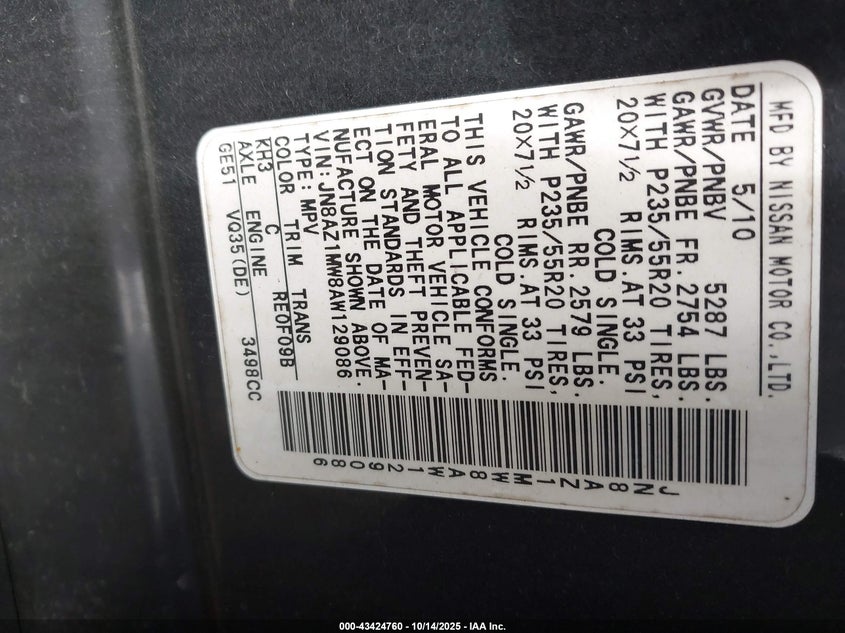 MFD BY NISSAN MOTOR CO.,LTD.
DATE 5/10
GVWR/PNBV 5287 LBS.
GAWR/PNBE FR. 2754 LBS.
WITH P235/55R20 TIRES,
20X7½ RIMS.AT 33 PSI
COLD SINGLE.
GAWR/PNBE RR. 2579 LBS.
WITH P235/55R20 TIRES,
20X7½ RIMS.AT 33 PSI
COLD SINGLE.
THIS VEHICLE CONFORMS
TO ALL APPLICABLE FED-
ERAL MOTOR VEHICLE SA-
FETY AND THEFT PREVEN-
TION STANDARDS IN EFF-
ECT ON THE DATE OF MA-
NUFACTURE SHOWN ABOVE.
VIN:JN8AZ1MW8AW129086
TYPE:MPV
COLOR TRIM TRANS
KH3 C RE0F09B
AXLE ENGINE
GE51 VQ35(DE) 3498CC
JN8AZ1MW8AW129086
000-43424760 - 10/14/2025 - IAA Inc.